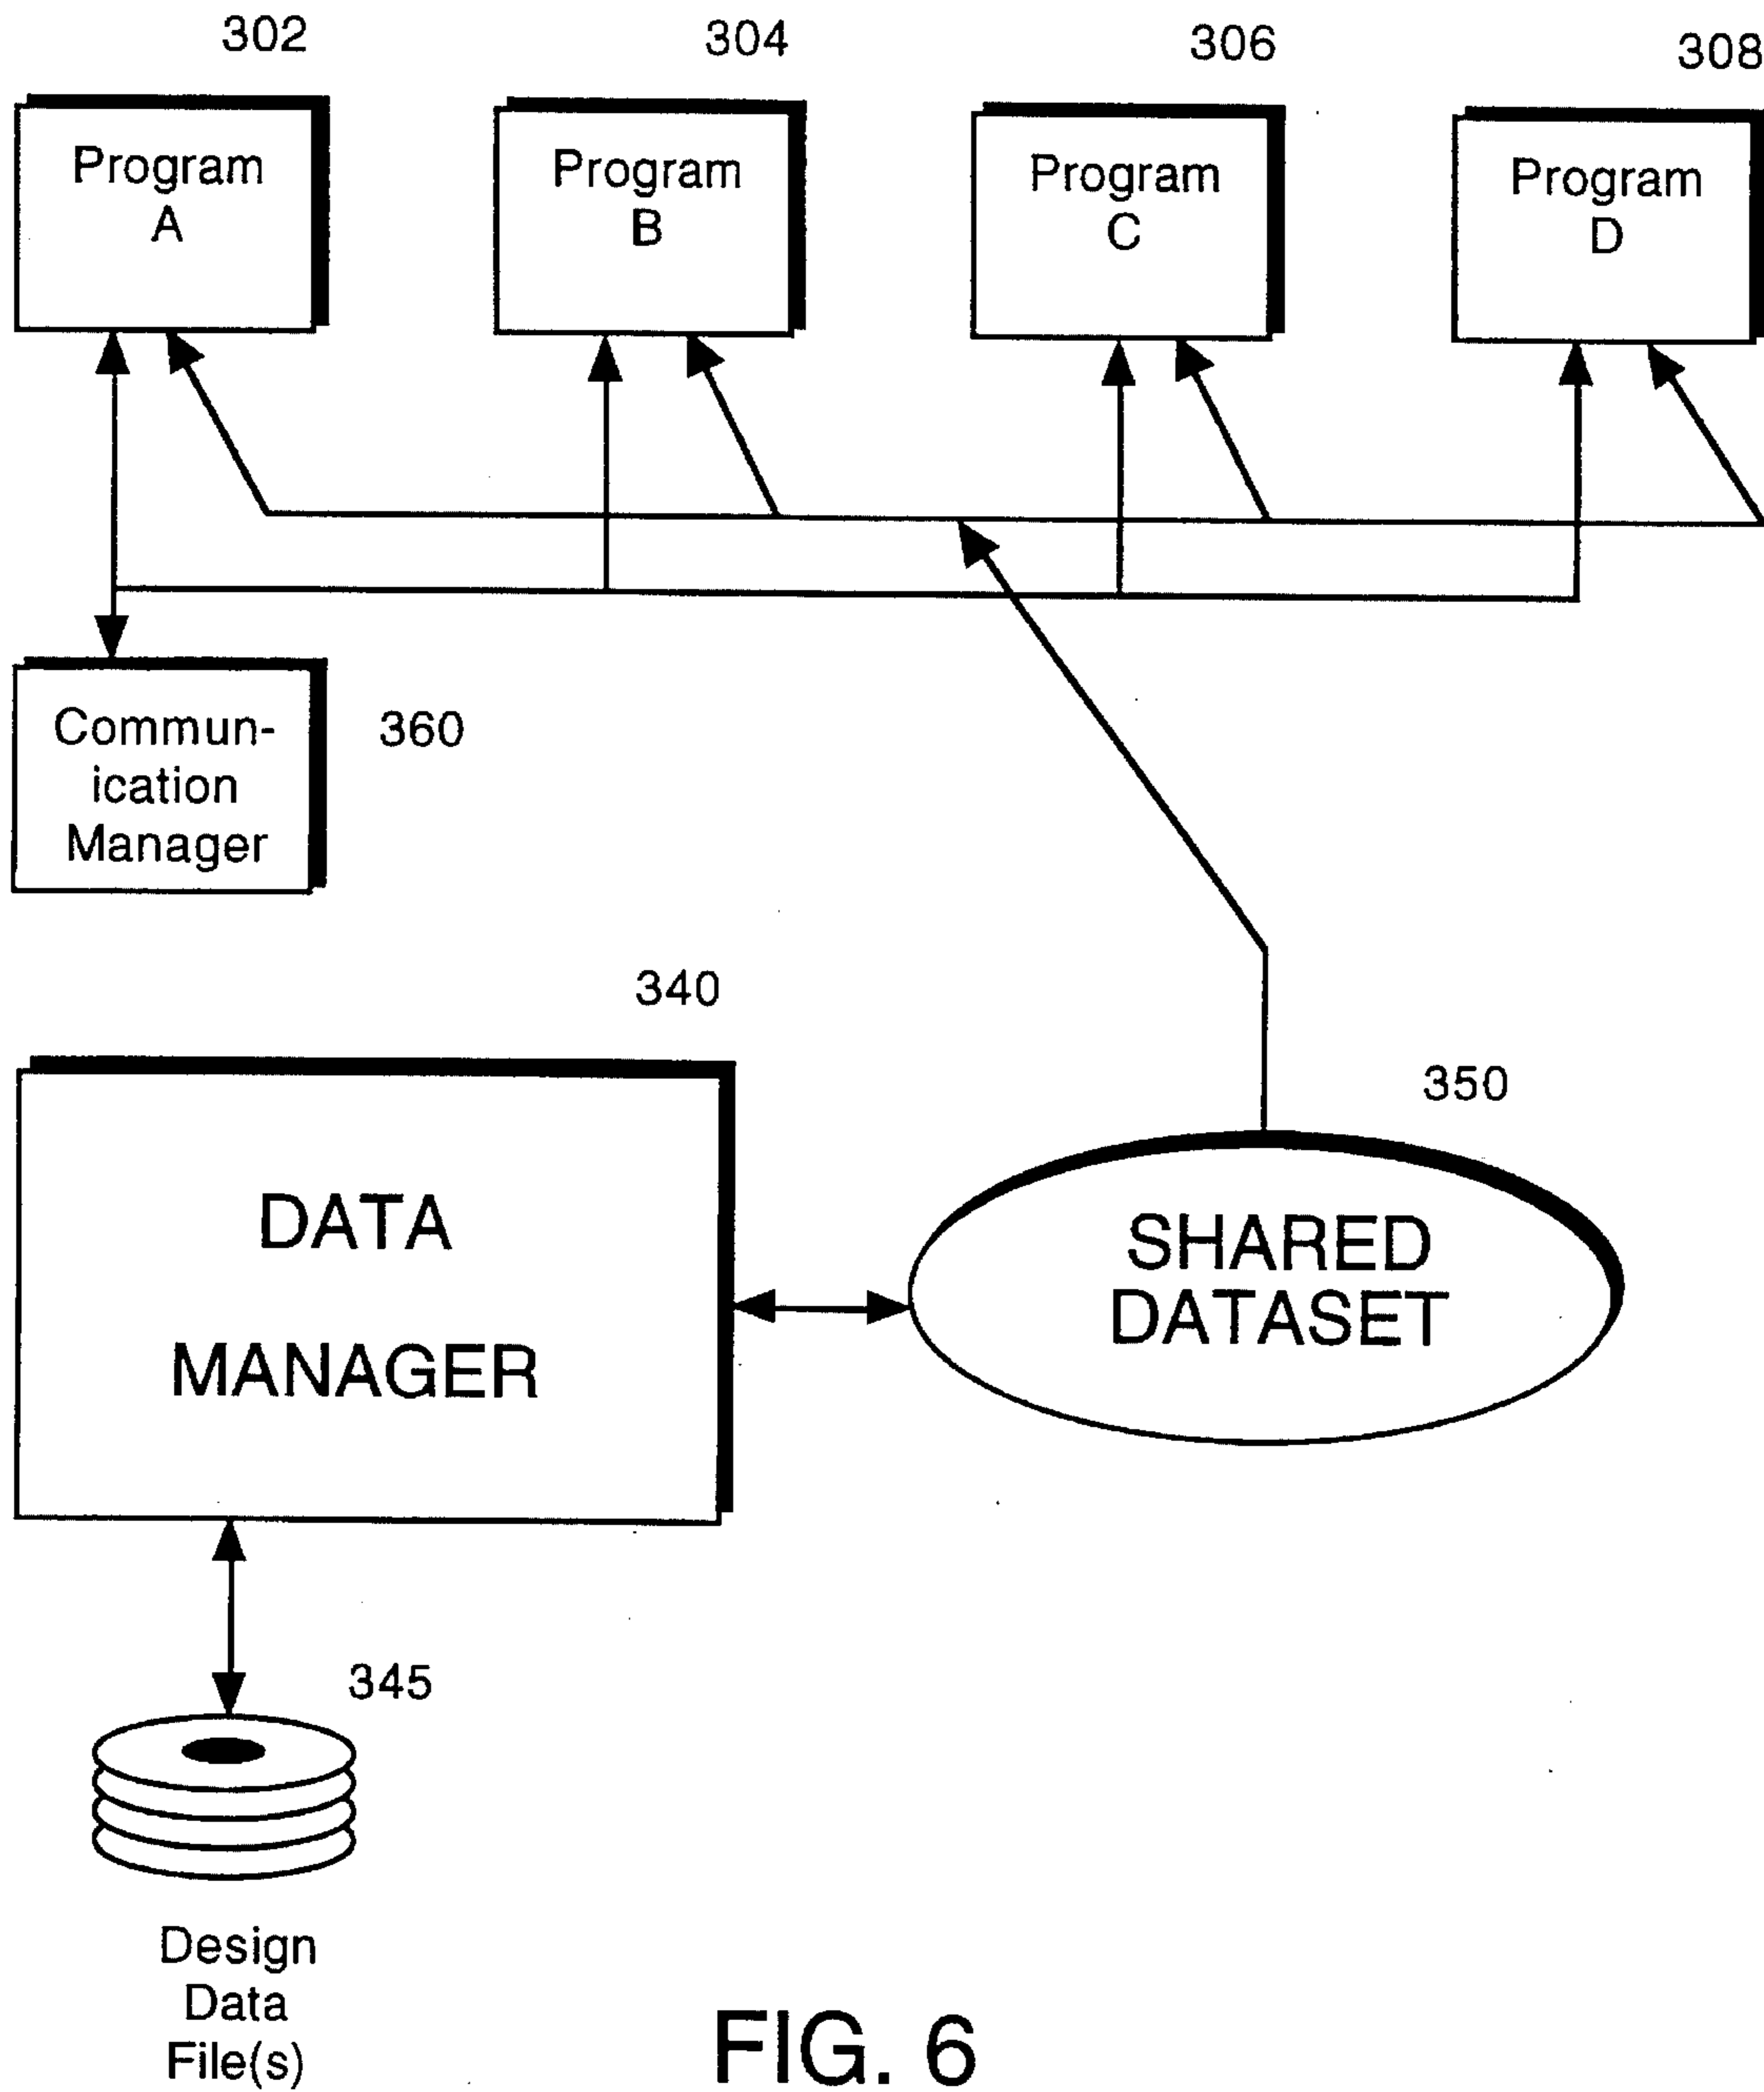 302
304
306
308
Program
A
Program
B
Program
C
Program
D
Commun-
ication
Manager
360
340
DATA
MANAGER
350
SHARED
DATASET
345
Design
Data
File(s)
FIG. 6